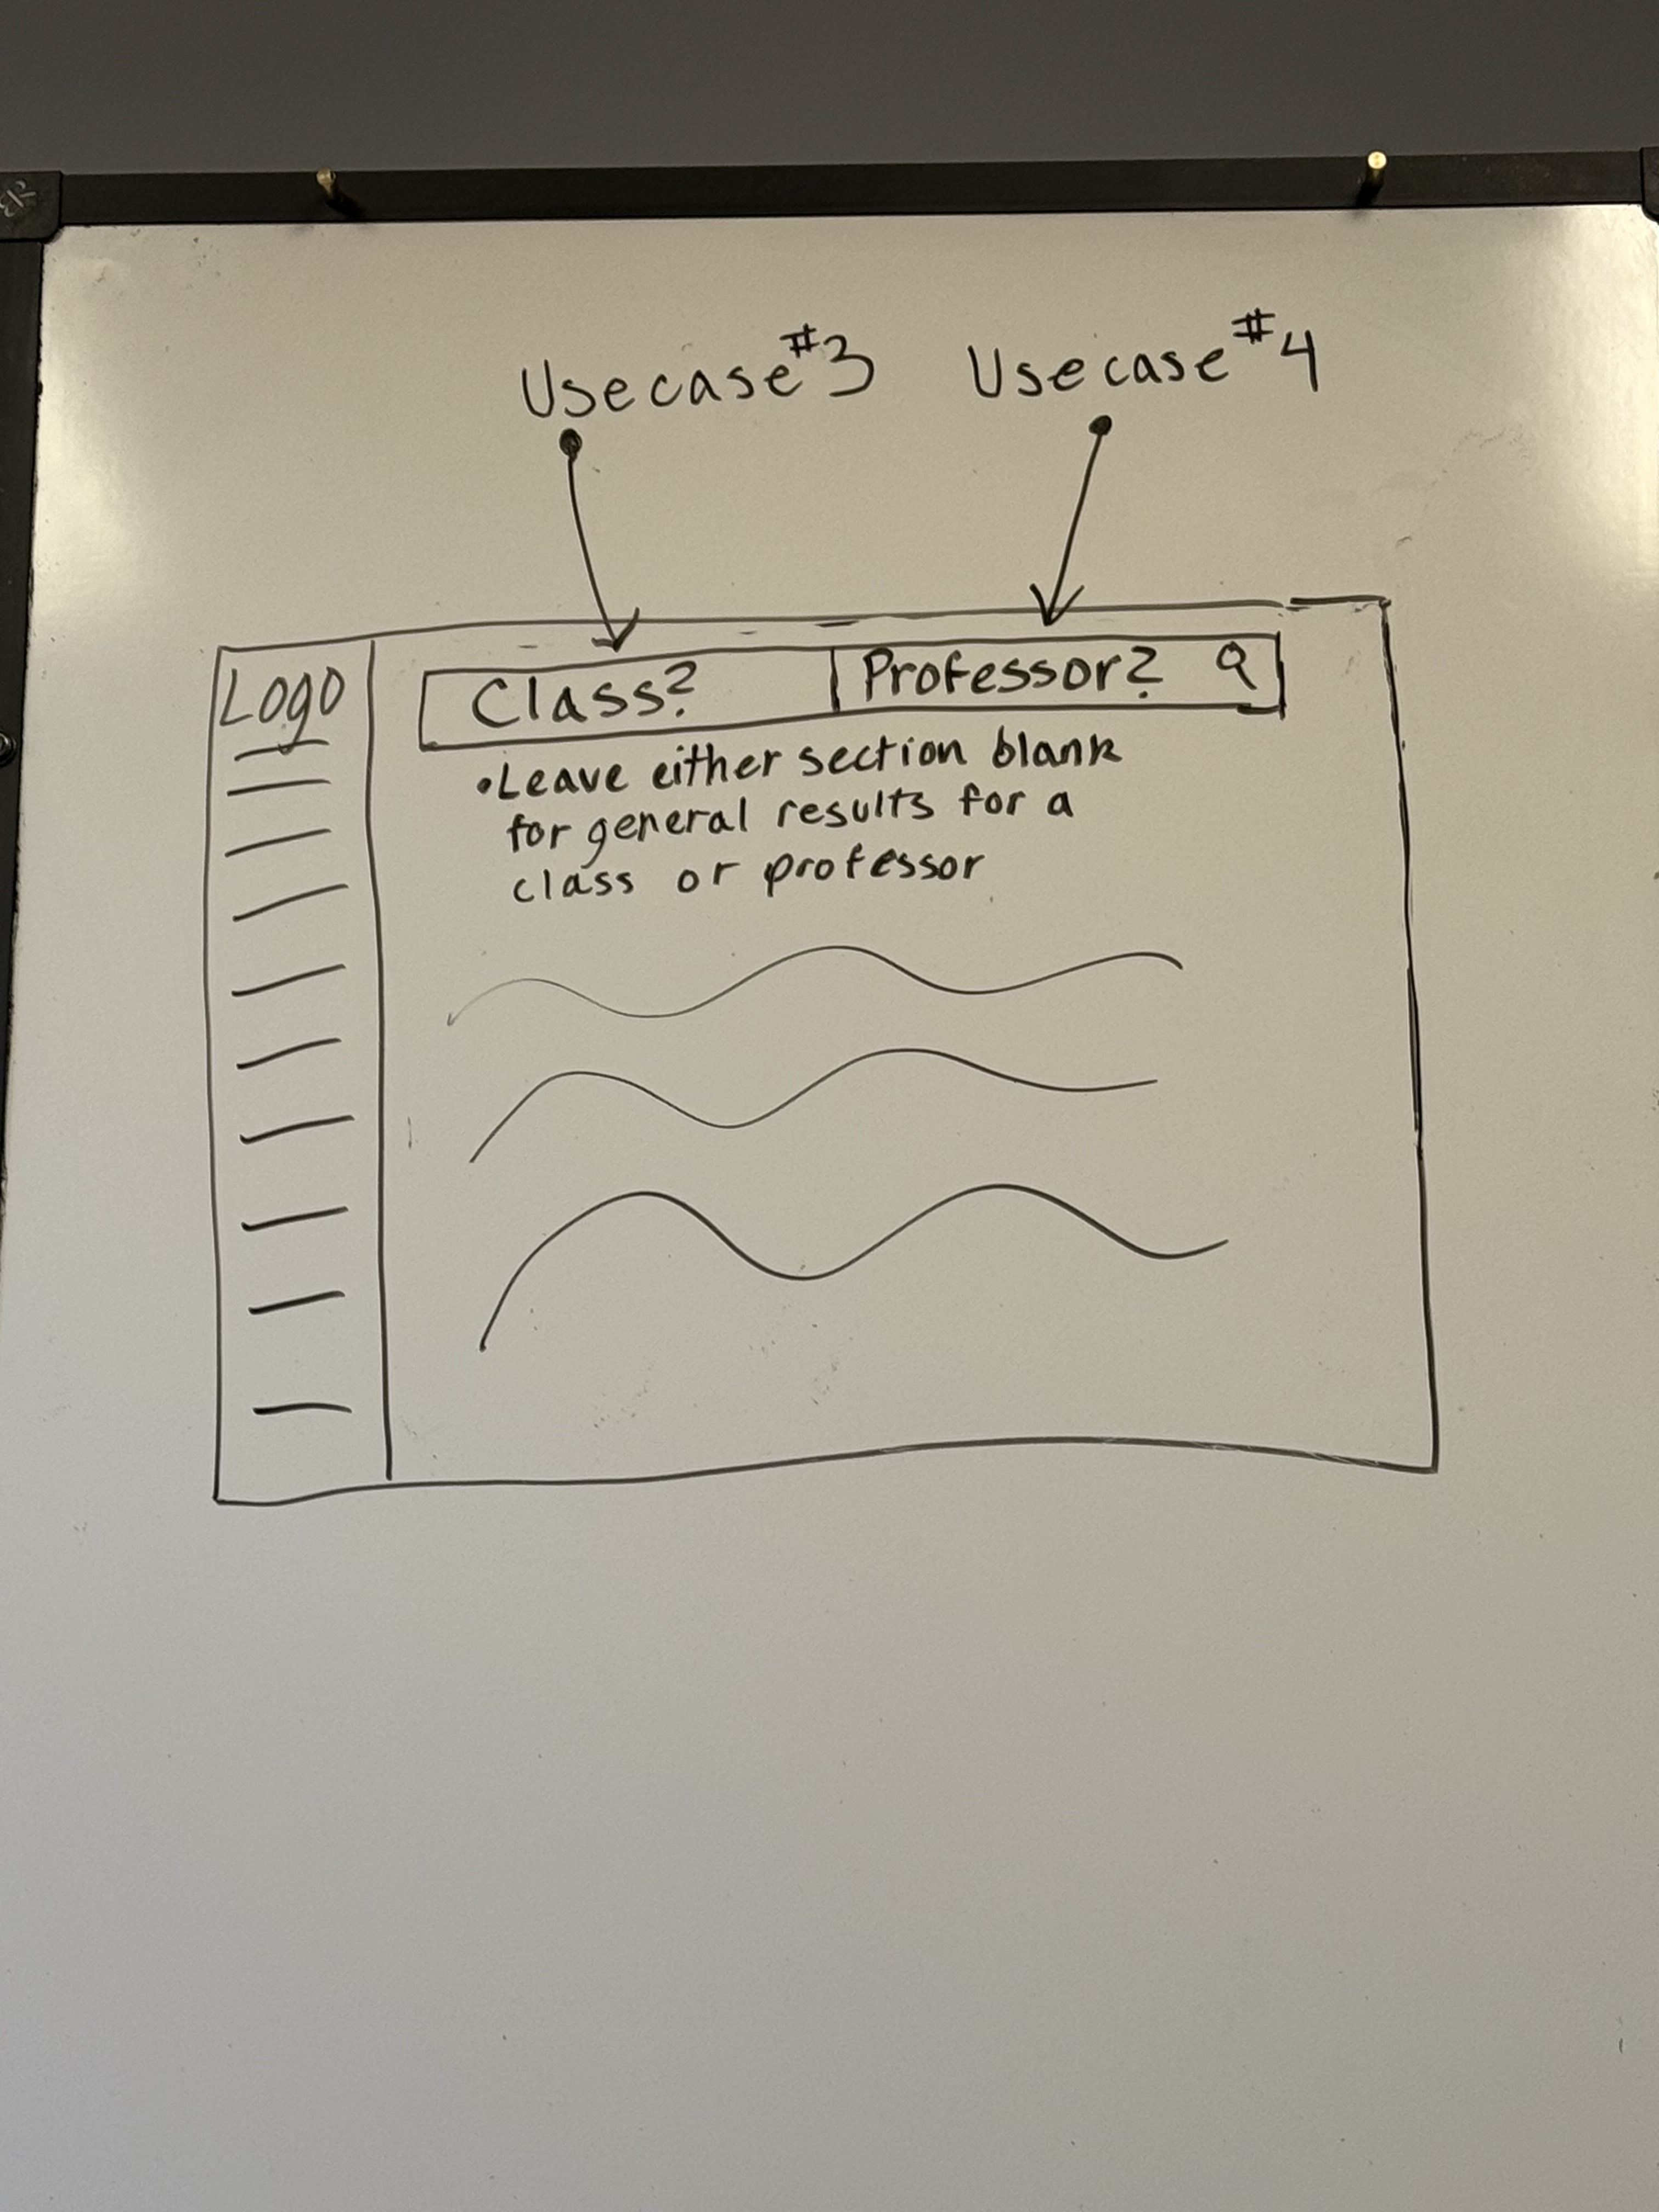 Usecase #3 Usecase #4
Logo
Class? Professor?
•Leave either section blank
for general results for a
class or professor